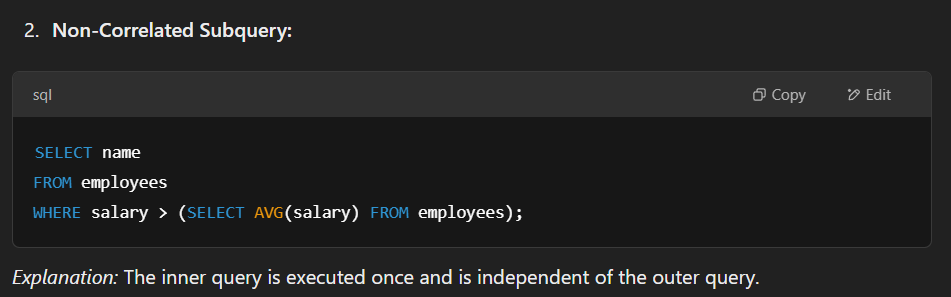 2. Non-Correlated Subquery:
sql
Copy
Edit
SELECT name
FROM employees
WHERE salary > (SELECT AVG(salary) FROM employees);
Explanation: The inner query is executed once and is independent of the outer query.